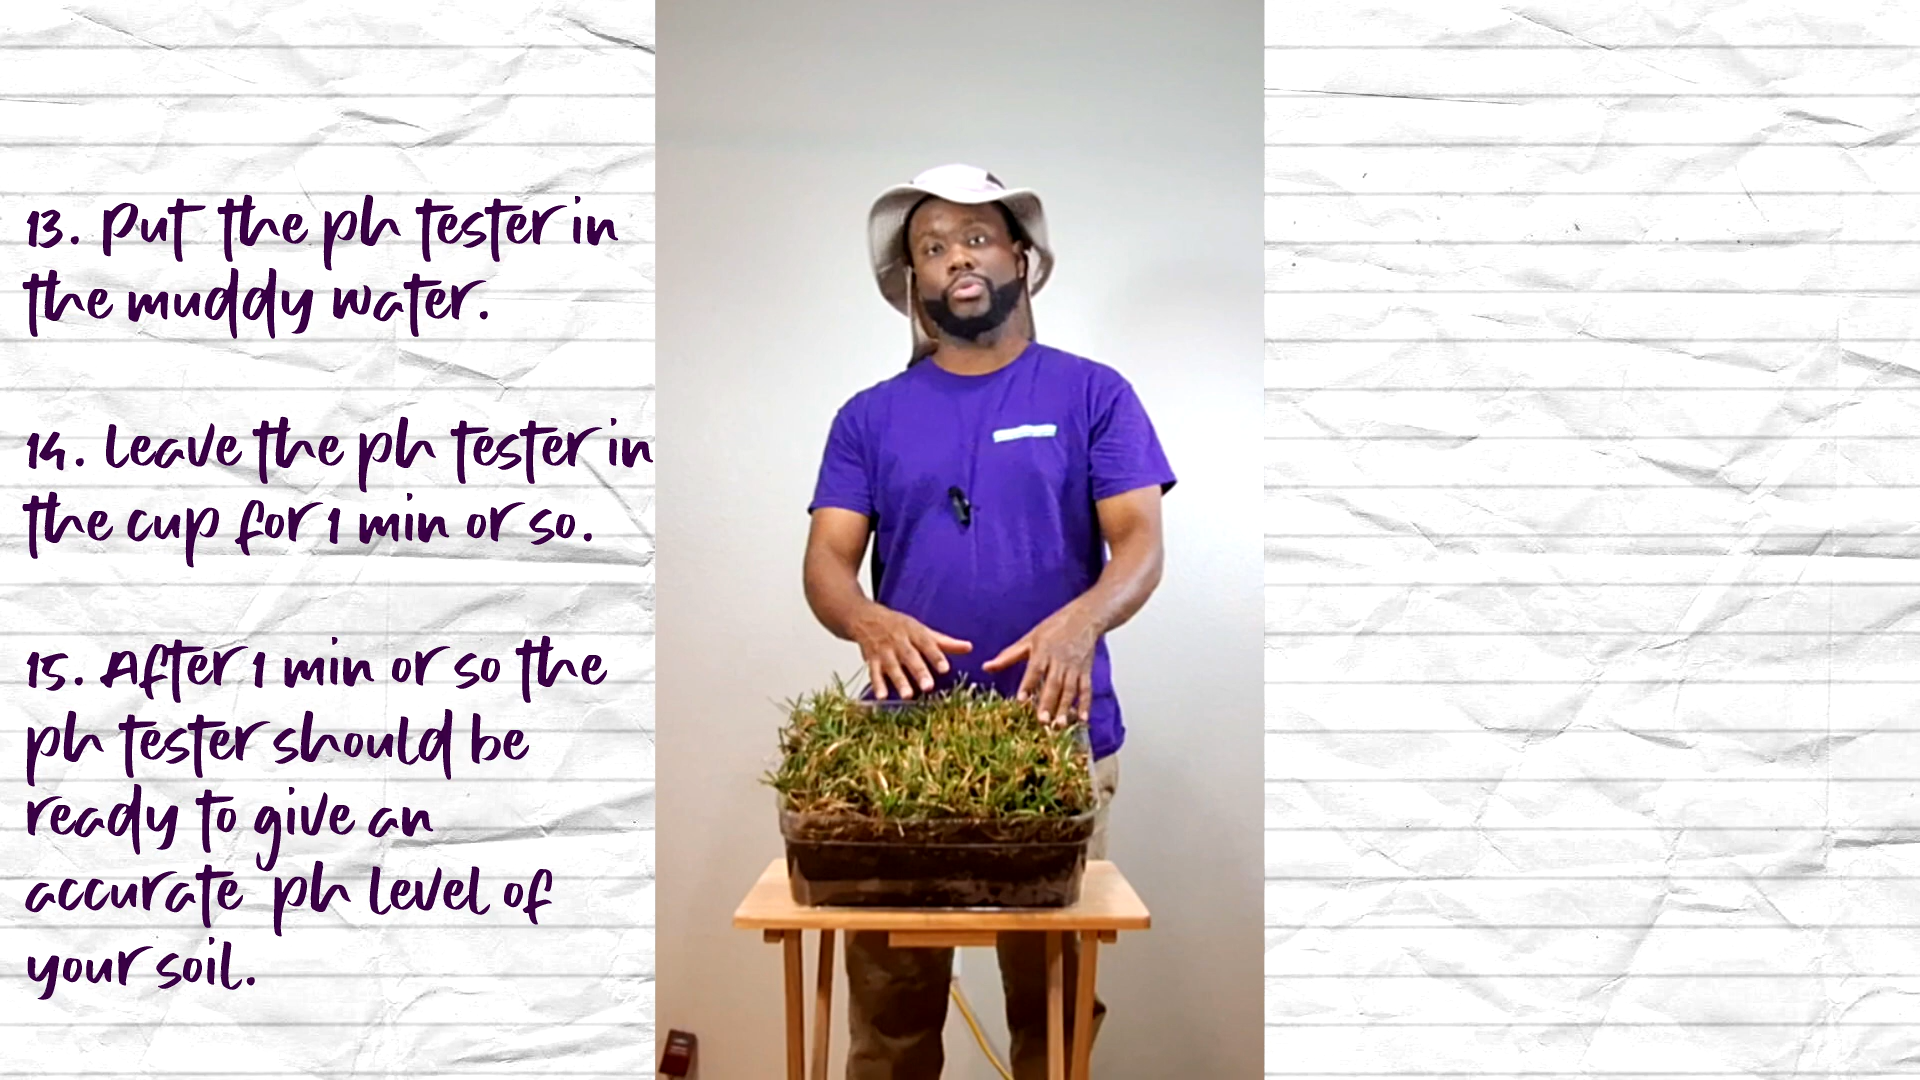 13. Put the ph tester in
the muddy water.
14. Leave the ph tester in
the cup for 1 min or so.
15. After 1 min or so the
ph tester should be
ready to give an
accurate ph level of
your soil.